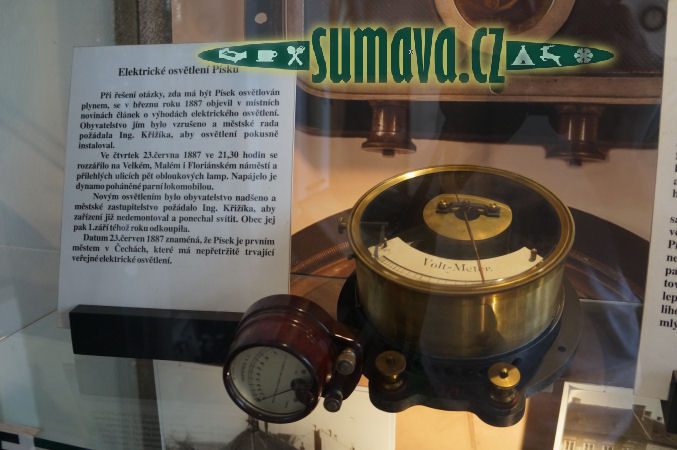 sumava.cz
Elektrické osvětlení Písku
Při řešení otázky, zda má být Písek osvětlován
plynem, se v březnu roku 1887 objevil v místních
novinách článek o výhodách elektrického osvětlení.
Obyvatelstvo jím bylo vzrušeno a městské rada
požádala Ing. Křižíka, aby osvětlení pokusně
instaloval.
Ve čtvrtek 23.června 1887 ve 21,30 hodin se
rozzářilo na Velkém, Malém i Floriánském náměstí a
přilehlých ulicích pět obloukových lamp. Napájelo je
dynamo poháněné parní lokomobilou.
Novým osvětlením bylo obyvatelstvo nadšeno a
městské zastupitelstvo požádalo Ing. Křižíka, aby
zařízení již nedemontoval a ponechal svítit. Obec jej
pak 1.září téhož roku odkoupila.
Datum 23.červen 1887 znamená, že Písek je prvním
městem v Čechách, které má nepřetržitě trvající
veřejné elektrické osvětlení.
Volt-Meter.